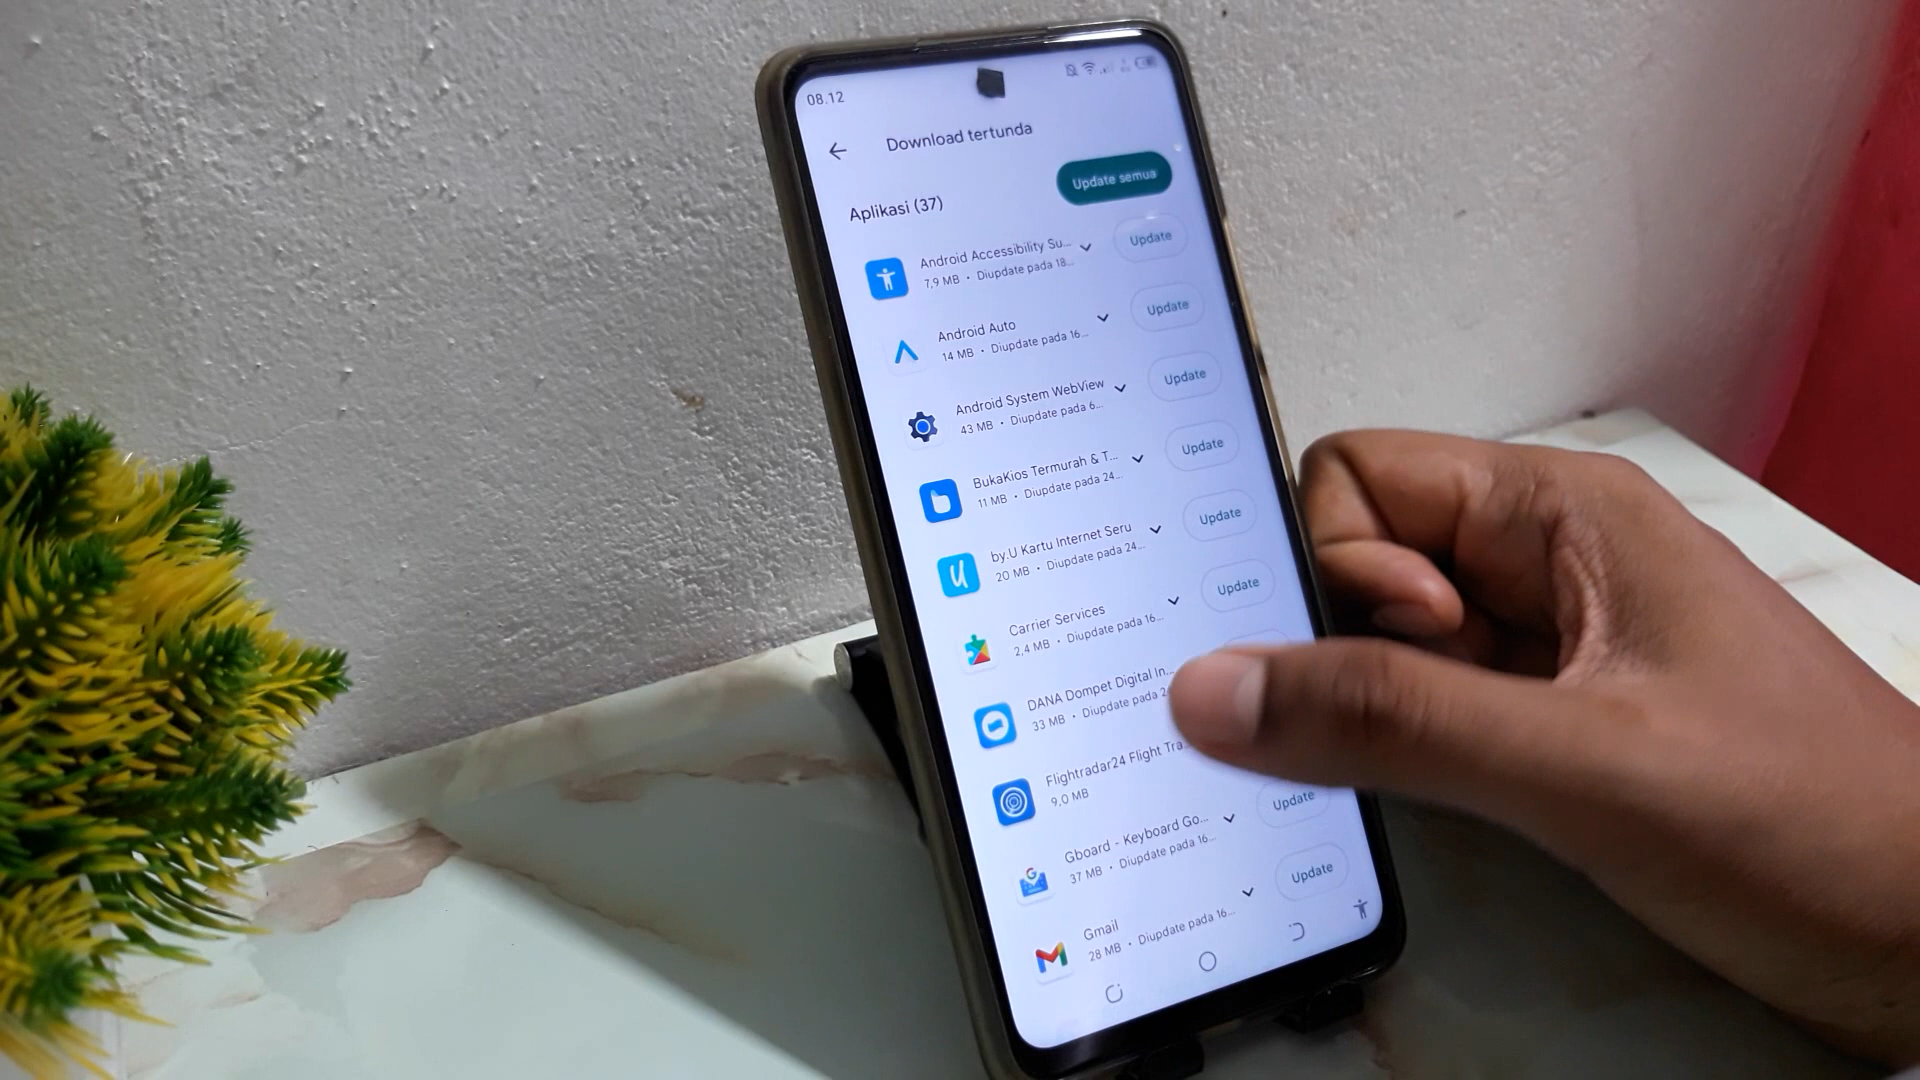 08.12
Download tertunda
Update semua
Aplikasi (37)
Android Accessibility Su...
7,9 MB • Diupdate pada 18...
Update
Android Auto
14 MB • Diupdate pada 16...
Update
Android System WebView
43 MB • Diupdate pada 6...
Update
BukaKios Termurah & T...
11 MB • Diupdate pada 24...
Update
by.U Kartu Internet Seru
20 MB • Diupdate pada 24...
Update
Carrier Services
2,4 MB • Diupdate pada 16...
Update
DANA Dompet Digital In...
33 MB • Diupdate pada
Flightradar24 Flight Tra
9,0 MB
Gboard - Keyboard Go...
37 MB • Diupdate pada 16...
Update
Gmail
28 MB • Diupdate pada 16...
Update